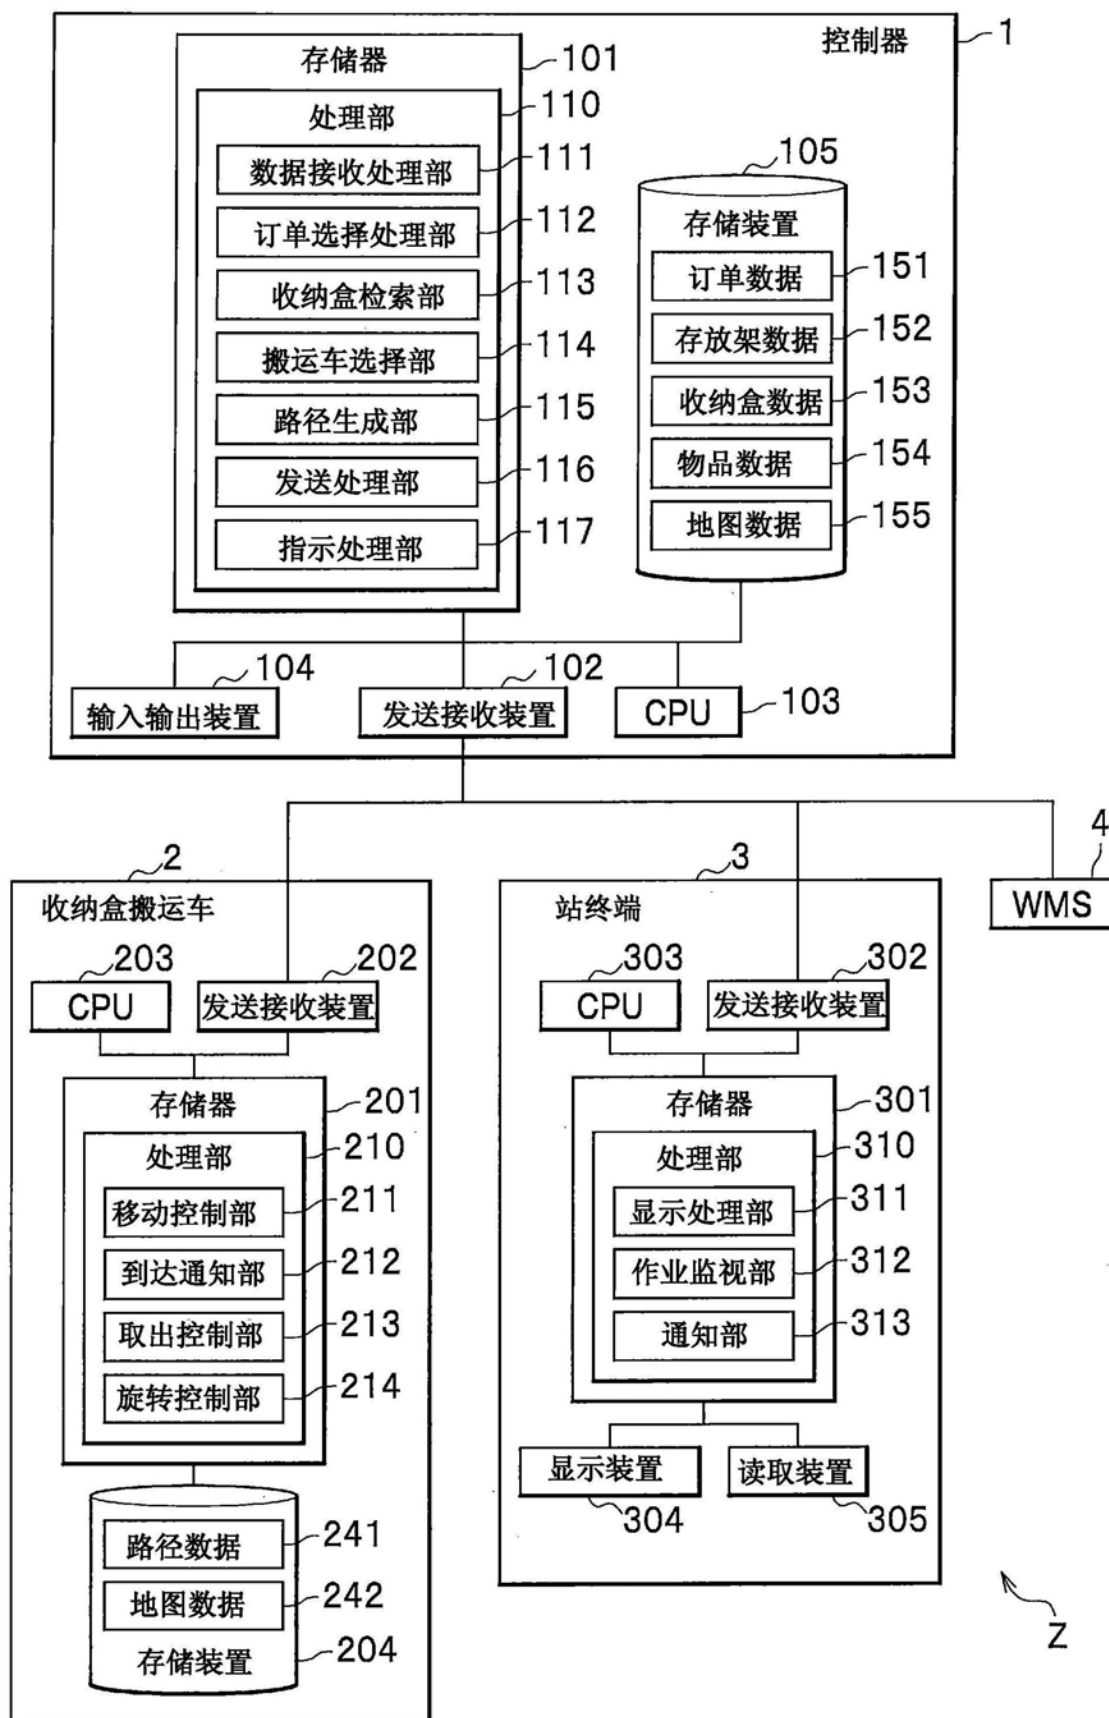 控制器
1
存储器
101
处理部
110
数据接收处理部
111
订单选择处理部
112
收纳盒检索部
113
搬运车选择部
114
路径生成部
115
发送处理部
116
指示处理部
117
105
存储装置
订单数据
151
存放架数据
152
收纳盒数据
153
物品数据
154
地图数据
155
104
输入输出装置
102
发送接收装置
CPU
103
2
收纳盒搬运车
203
CPU
202
发送接收装置
存储器
201
处理部
210
移动控制部
211
到达通知部
212
取出控制部
213
旋转控制部
214
路径数据
241
地图数据
242
存储装置
204
3
站终端
303
CPU
302
发送接收装置
存储器
301
处理部
310
显示处理部
311
作业监视部
312
通知部
313
显示装置
304
读取装置
305
4
WMS
Z